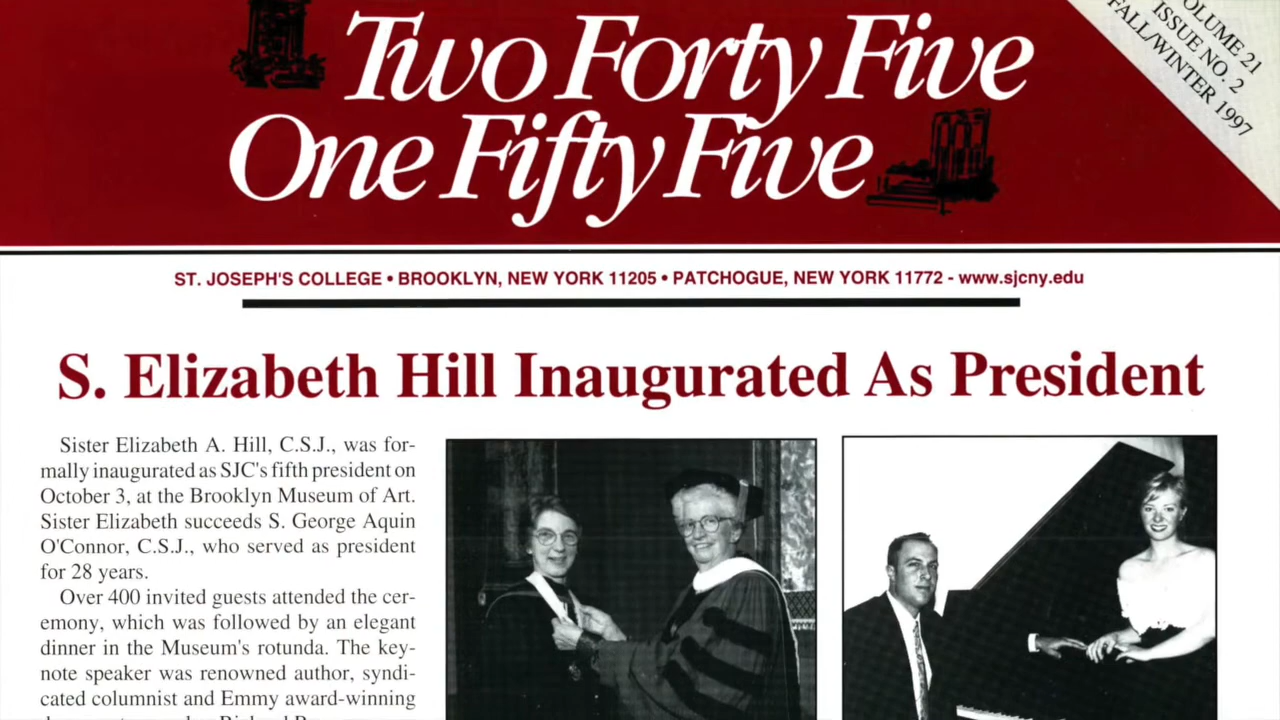 Two Forty Five
One Fifty Five
VOLUME 21
ISSUE NO. 2
FALL/WINTER 1997
ST. JOSEPH'S COLLEGE • BROOKLYN, NEW YORK 11205 • PATCHOGUE, NEW YORK 11772 - www.sjcny.edu
S. Elizabeth Hill Inaugurated As President
Sister Elizabeth A. Hill, C.S.J., was for-
mally inaugurated as SJC's fifth president on
October 3, at the Brooklyn Museum of Art.
Sister Elizabeth succeeds S. George Aquin
O'Connor, C.S.J., who served as president
for 28 years.
Over 400 invited guests attended the cer-
emony, which was followed by an elegant
dinner in the Museum's rotunda. The key-
note speaker was renowned author, syndi-
cated columnist and Emmy award-winning